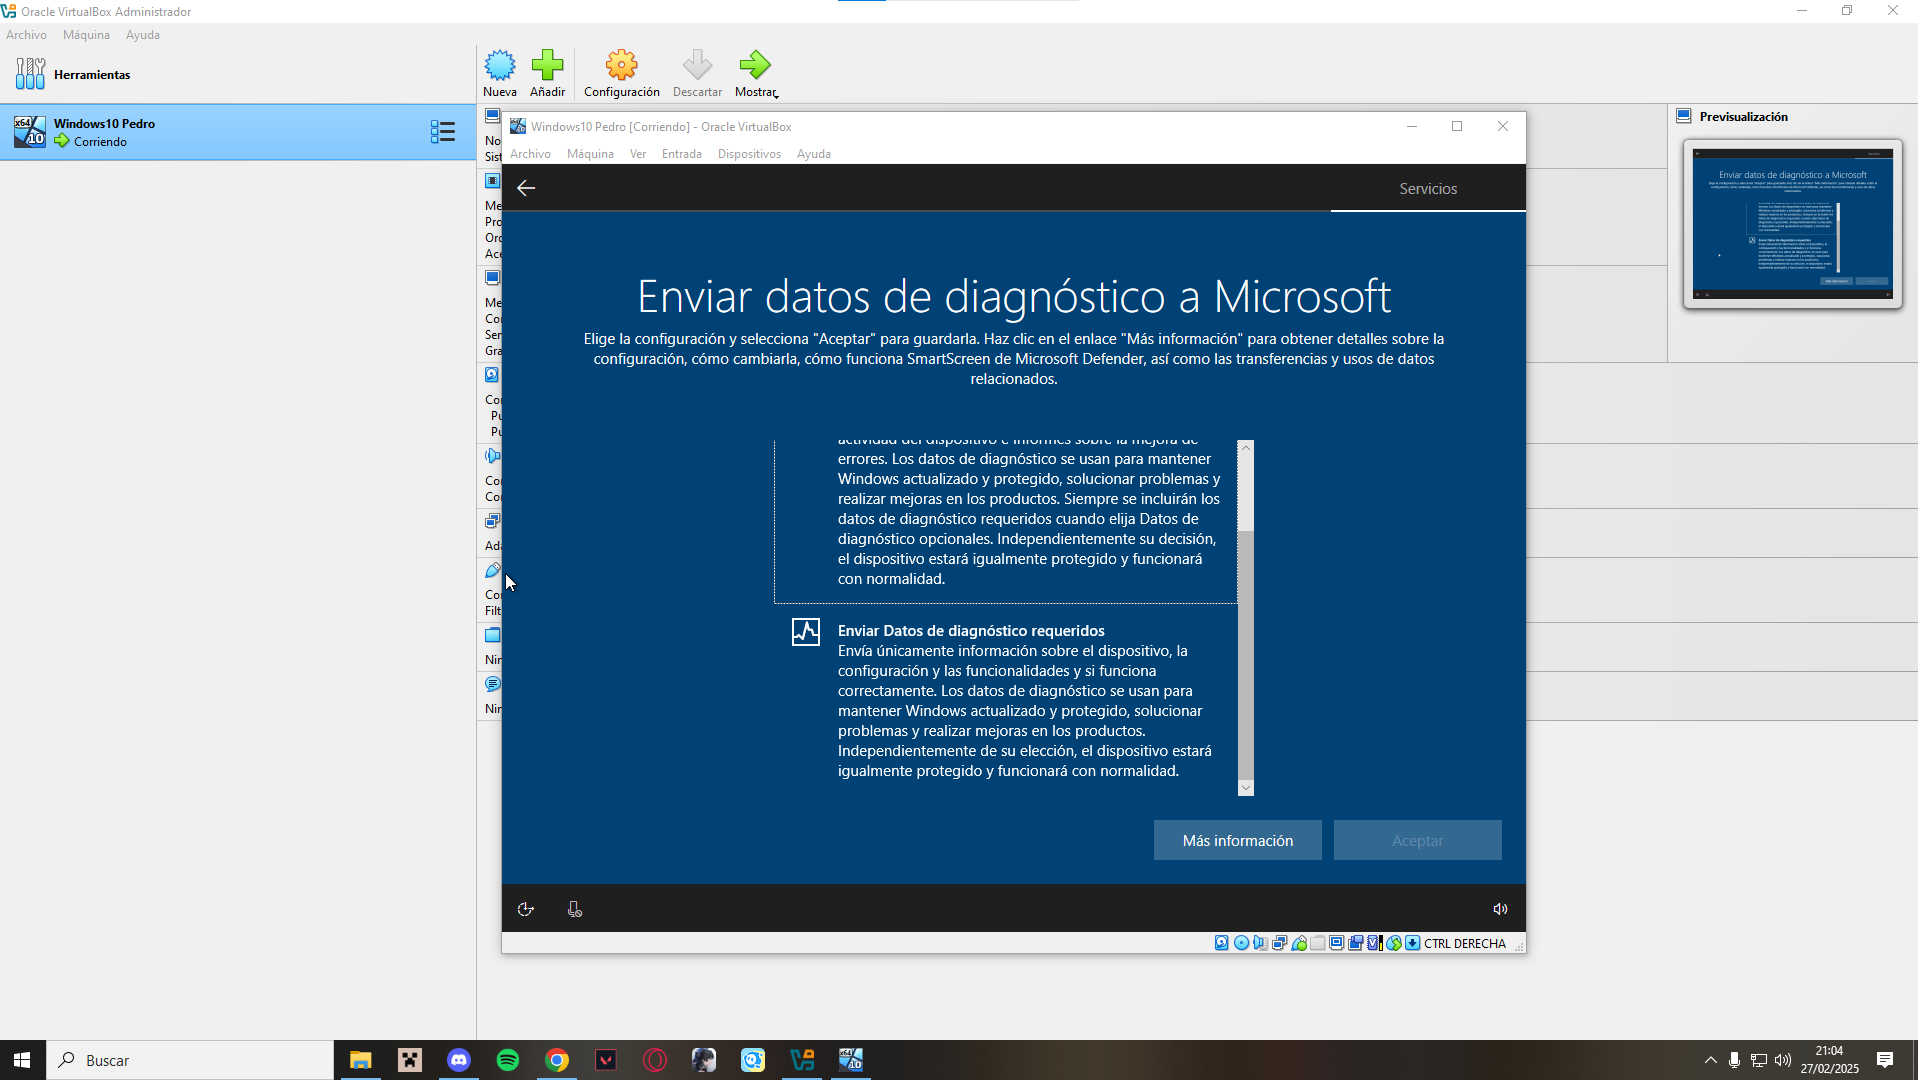 Oracle VirtualBox Administrador
Archivo Máquina Ayuda
Herramientas
Nueva Añadir Configuración Descartar Mostrar
Windows10 Pedro
Corriendo
Previsualización
Windows10 Pedro [Corriendo] - Oracle VirtualBox
Archivo Máquina Ver Entrada Dispositivos Ayuda
Servicios
Enviar datos de diagnóstico a Microsoft
Elige la configuración y selecciona "Aceptar" para guardarla. Haz clic en el enlace "Más información" para obtener detalles sobre la
configuración, cómo cambiarla, cómo funciona SmartScreen de Microsoft Defender, así como las transferencias y usos de datos
relacionados.
actividad del dispositivo e informes sobre la mejora de
errores. Los datos de diagnóstico se usan para mantener
Windows actualizado y protegido, solucionar problemas y
realizar mejoras en los productos. Siempre se incluirán los
datos de diagnóstico requeridos cuando elija Datos de
diagnóstico opcionales. Independientemente su decisión,
el dispositivo estará igualmente protegido y funcionará
con normalidad.
Enviar Datos de diagnóstico requeridos
Envía únicamente información sobre el dispositivo, la
configuración y las funcionalidades y si funciona
correctamente. Los datos de diagnóstico se usan para
mantener Windows actualizado y protegido, solucionar
problemas y realizar mejoras en los productos.
Independientemente de su elección, el dispositivo estará
igualmente protegido y funcionará con normalidad.
Más información
Aceptar
CTRL DERECHA
Buscar
21:04
27/02/2025